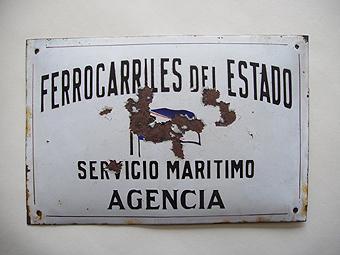 FERROCARRILES DEL ESTADO
SERVICIO MARITIMO
AGENCIA